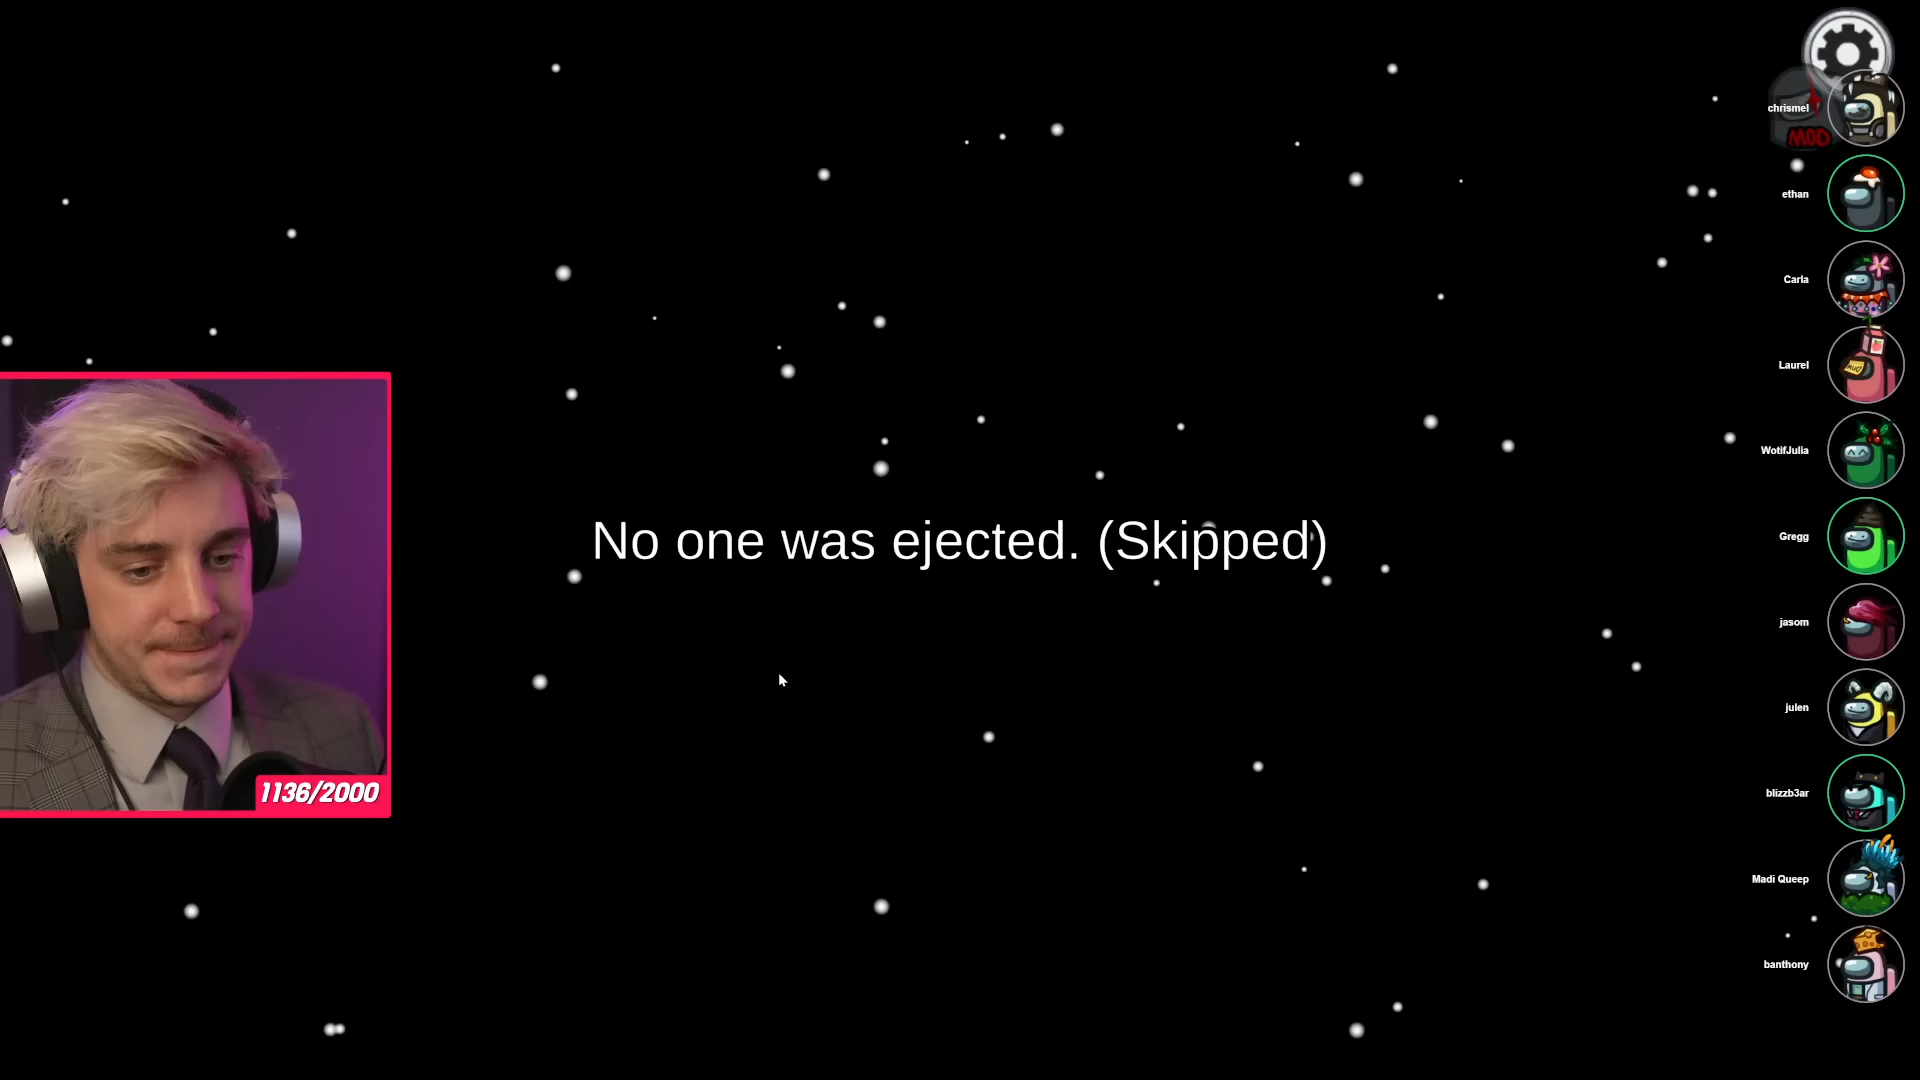 chrismel
MOD
ethan
Carla
Laurel
WotifJulia
Gregg
No one was ejected. (Skipped)
jasom
julen
1136/2000
blizzb3ar
Madi Queep
banthony